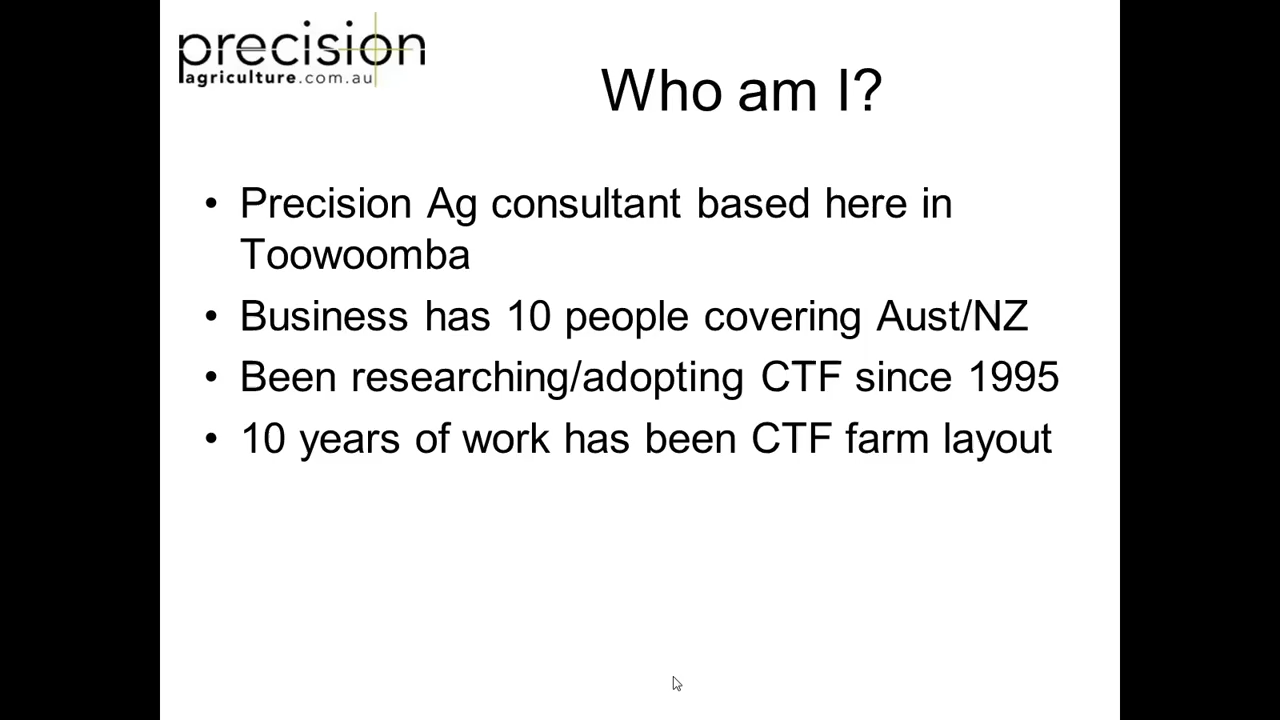 precision
agriculture.com.au
Who am I?
• Precision Ag consultant based here in
Toowoomba
• Business has 10 people covering Aust/NZ
• Been researching/adopting CTF since 1995
• 10 years of work has been CTF farm layout